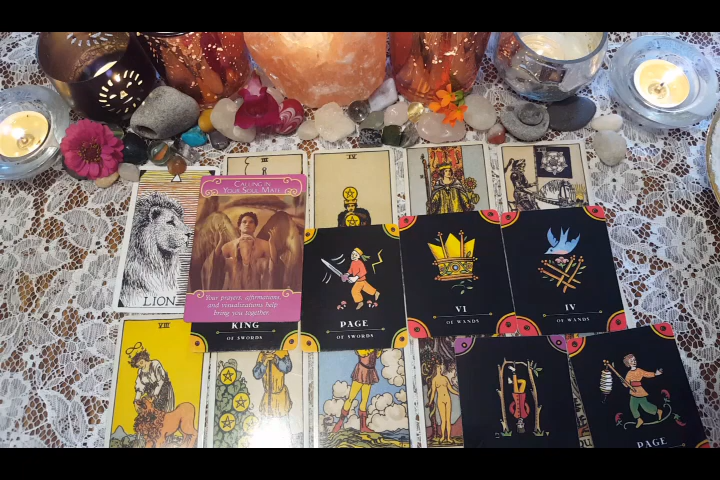 III
IV
CALLING IN
YOUR SOUL MATE
LION
Your prayers, affirmations
and visualizations help
bring you together.
KING
OF SWORDS
PAGE
OF SWORDS
VI
OF WANDS
IV
OF WANDS
VIII
PAGE